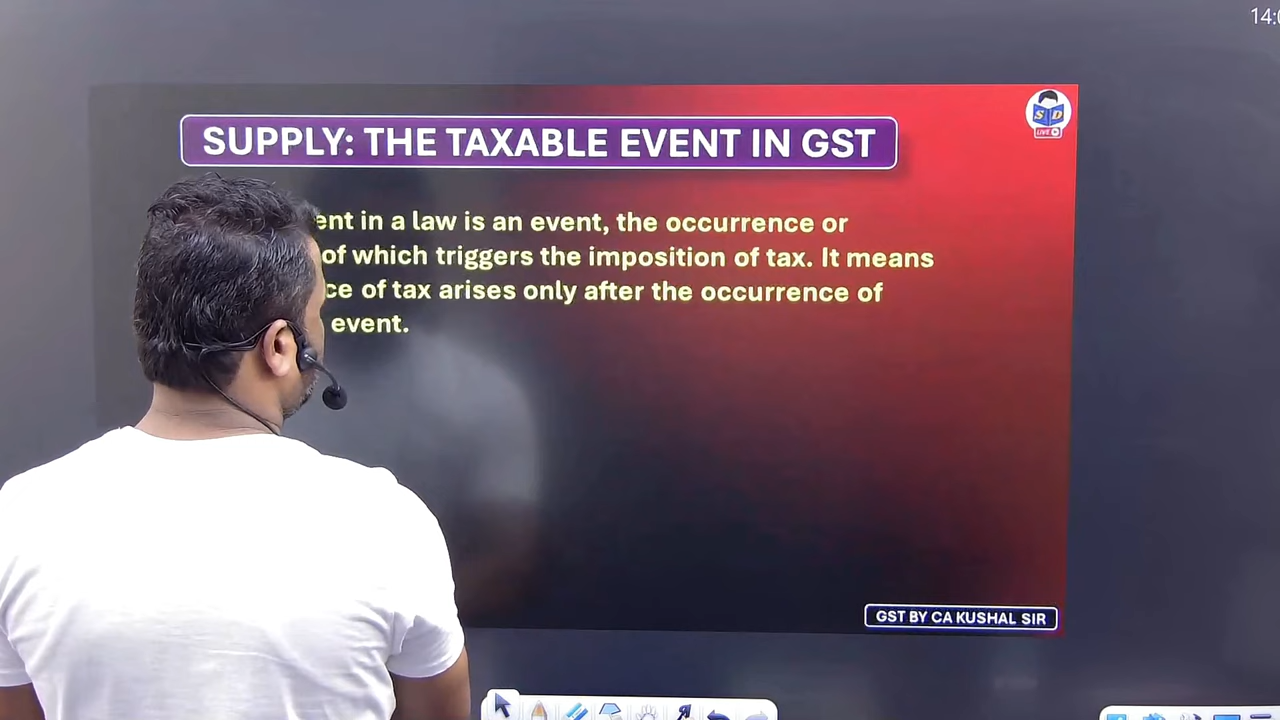 14:
SUPPLY: THE TAXABLE EVENT IN GST
S D
LIVE
ent in a law is an event, the occurrence or
of which triggers the imposition of tax. It means
ce of tax arises only after the occurrence of
event.
GST BY CA KUSHAL SIR